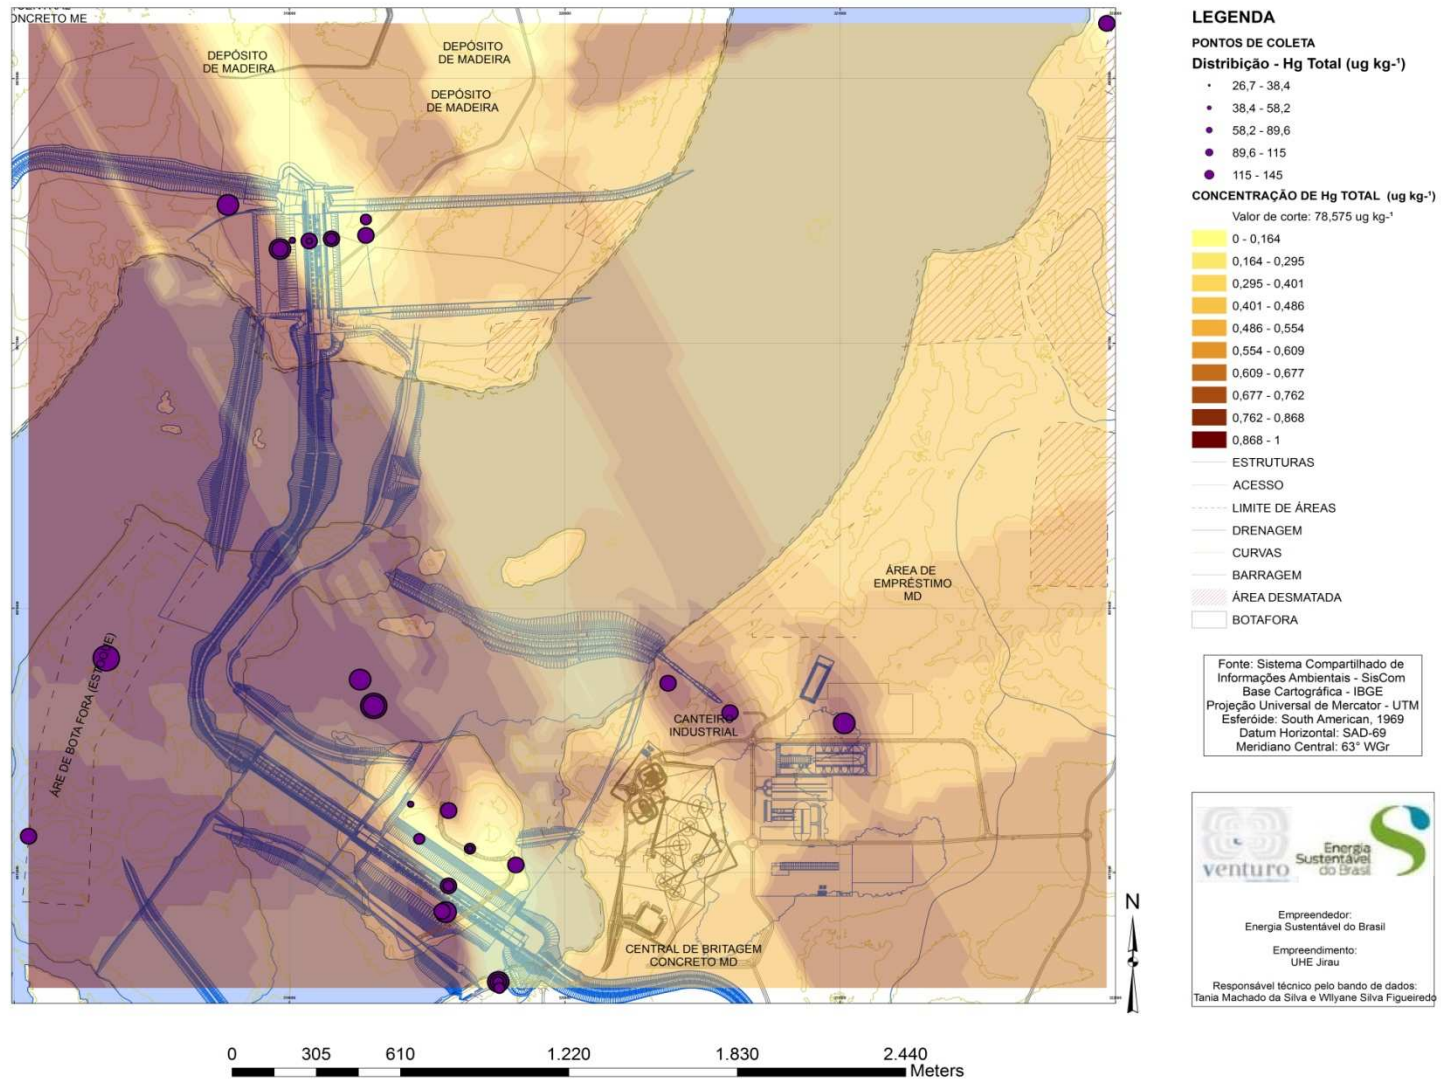 CONCRETO ME
DEPÓSITO
DE MADEIRA
DEPÓSITO
DE MADEIRA
DEPÓSITO
DE MADEIRA
ÁREA DE
EMPRÉSTIMO
MD
CANTEIRO
INDUSTRIAL
CENTRAL DE BRITAGEM
CONCRETO MD
0 305 610 1.220 1.830 2.440
Meters
N
LEGENDA
PONTOS DE COLETA
Distribição - Hg Total (ug kg-¹)
26,7 - 38,4
38,4 - 58,2
58,2 - 89,6
89,6 - 115
115 - 145
CONCENTRAÇÃO DE Hg TOTAL (ug kg-¹)
Valor de corte: 78,575 ug kg-¹
0 - 0,164
0,164 - 0,295
0,295 - 0,401
0,401 - 0,486
0,486 - 0,554
0,554 - 0,609
0,609 - 0,677
0,677 - 0,762
0,762 - 0,868
0,868 - 1
ESTRUTURAS
ACESSO
LIMITE DE ÁREAS
DRENAGEM
CURVAS
BARRAGEM
ÁREA DESMATADA
BOTAFORA
Fonte: Sistema Compartilhado de
Informações Ambientais - SisCom
Base Cartográfica - IBGE
Projeção Universal de Mercator - UTM
Esferóide: South American, 1969
Datum Horizontal: SAD-69
Meridiano Central: 63° WGr
venturo
Energia
Sustentável
do Brasil
Empreendedor:
Energia Sustentável do Brasil
Empreendimento:
UHE Jirau
Responsável técnico pelo bando de dados:
Tania Machado da Silva e Wllyane Silva Figueiredo